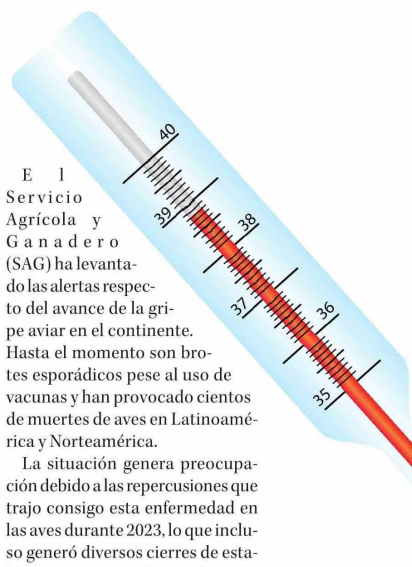 El
Servicio
Agrícola y
Ganadero
(SAG) ha levanta-
do las alertas respec-
to del avance de la gri-
pe aviar en el continente.
Hasta el momento son bro-
tes esporádicos pese al uso de
vacunas y han provocado cientos
de muertes de aves en Latinoamé-
rica y Norteamérica.
La situación genera preocupa-
ción debido a las repercusiones que
trajo consigo esta enfermedad en
las aves durante 2023, lo que inclu-
so generó diversos cierres de esta-
40
39
38
37
36
35